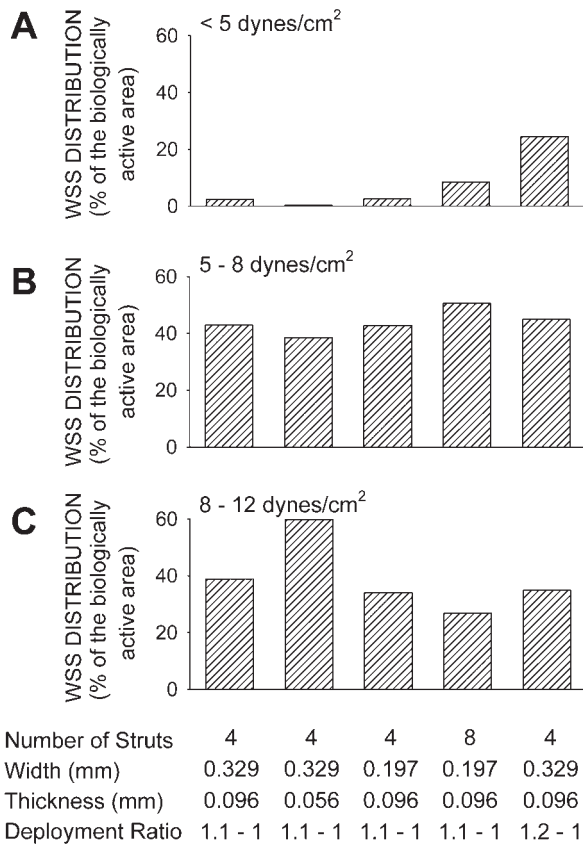 A
< 5 dynes/cm²
WSS DISTRIBUTION
(% of the biologically
active area)
60
40
20
0
B
5 - 8 dynes/cm²
WSS DISTRIBUTION
(% of the biologically
active area)
60
40
20
0
C
8 - 12 dynes/cm²
WSS DISTRIBUTION
(% of the biologically
active area)
60
40
20
0
Number of Struts 4 4 4 8 4
Width (mm) 0.329 0.329 0.197 0.197 0.329
Thickness (mm) 0.096 0.056 0.096 0.096 0.096
Deployment Ratio 1.1 - 1 1.1 - 1 1.1 - 1 1.1 - 1 1.2 - 1